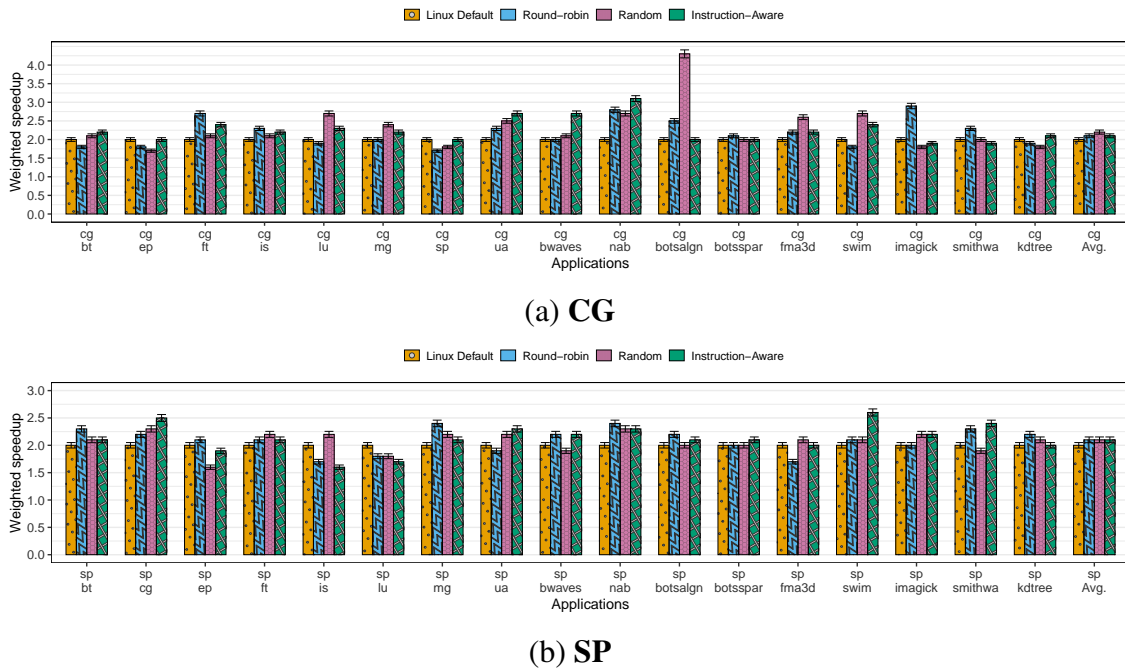 Linux Default Round-robin Random Instruction-Aware
Weighted speedup
4.0
3.5
3.0
2.5
2.0
1.5
1.0
0.5
0.0
cg cg cg cg cg cg cg cg cg cg cg cg cg cg cg cg cg cg
bt ep ft is lu mg sp ua bwaves nab botsalgn botsspar fma3d swim imagick smithwa kdtree Avg.
Applications
(a) CG
Linux Default Round-robin Random Instruction-Aware
Weighted speedup
3.0
2.5
2.0
1.5
1.0
0.5
0.0
sp sp sp sp sp sp sp sp sp sp sp sp sp sp sp sp sp sp
bt cg ep ft is lu mg ua bwaves nab botsalgn botsspar fma3d swim imagick smithwa kdtree Avg.
Applications
(b) SP